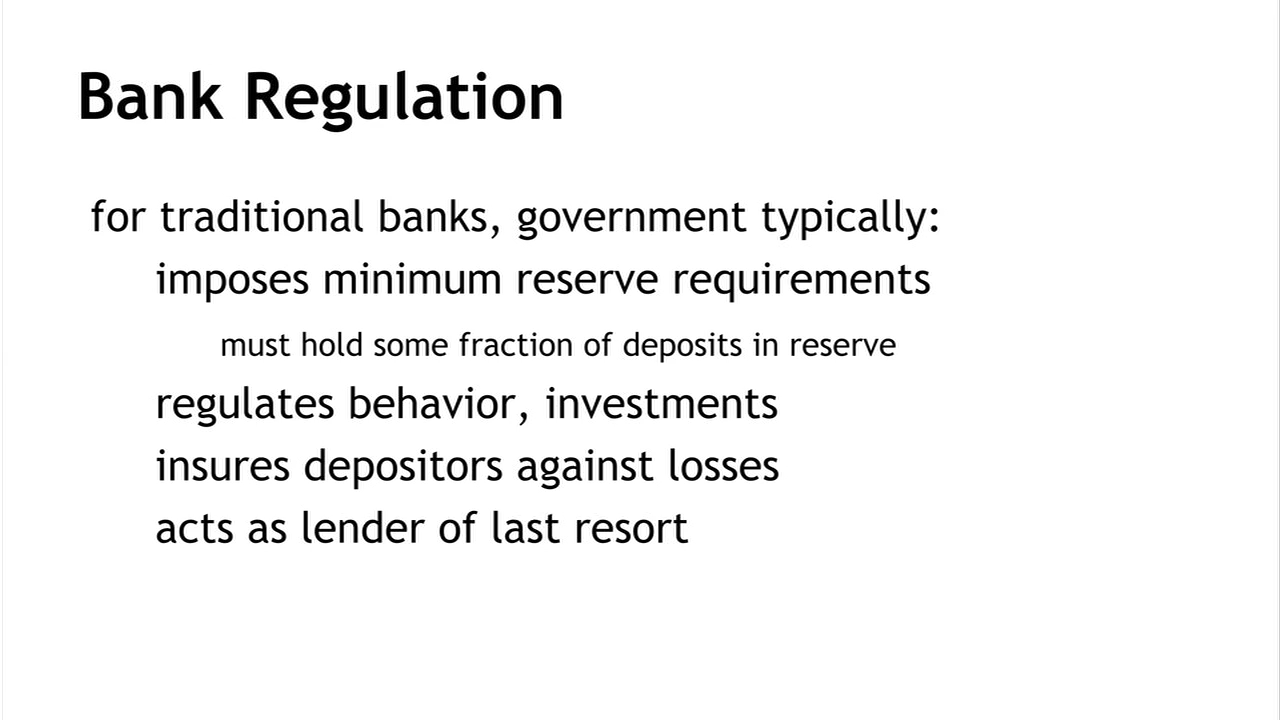 Bank Regulation
for traditional banks, government typically:
imposes minimum reserve requirements
must hold some fraction of deposits in reserve
regulates behavior, investments
insures depositors against losses
acts as lender of last resort